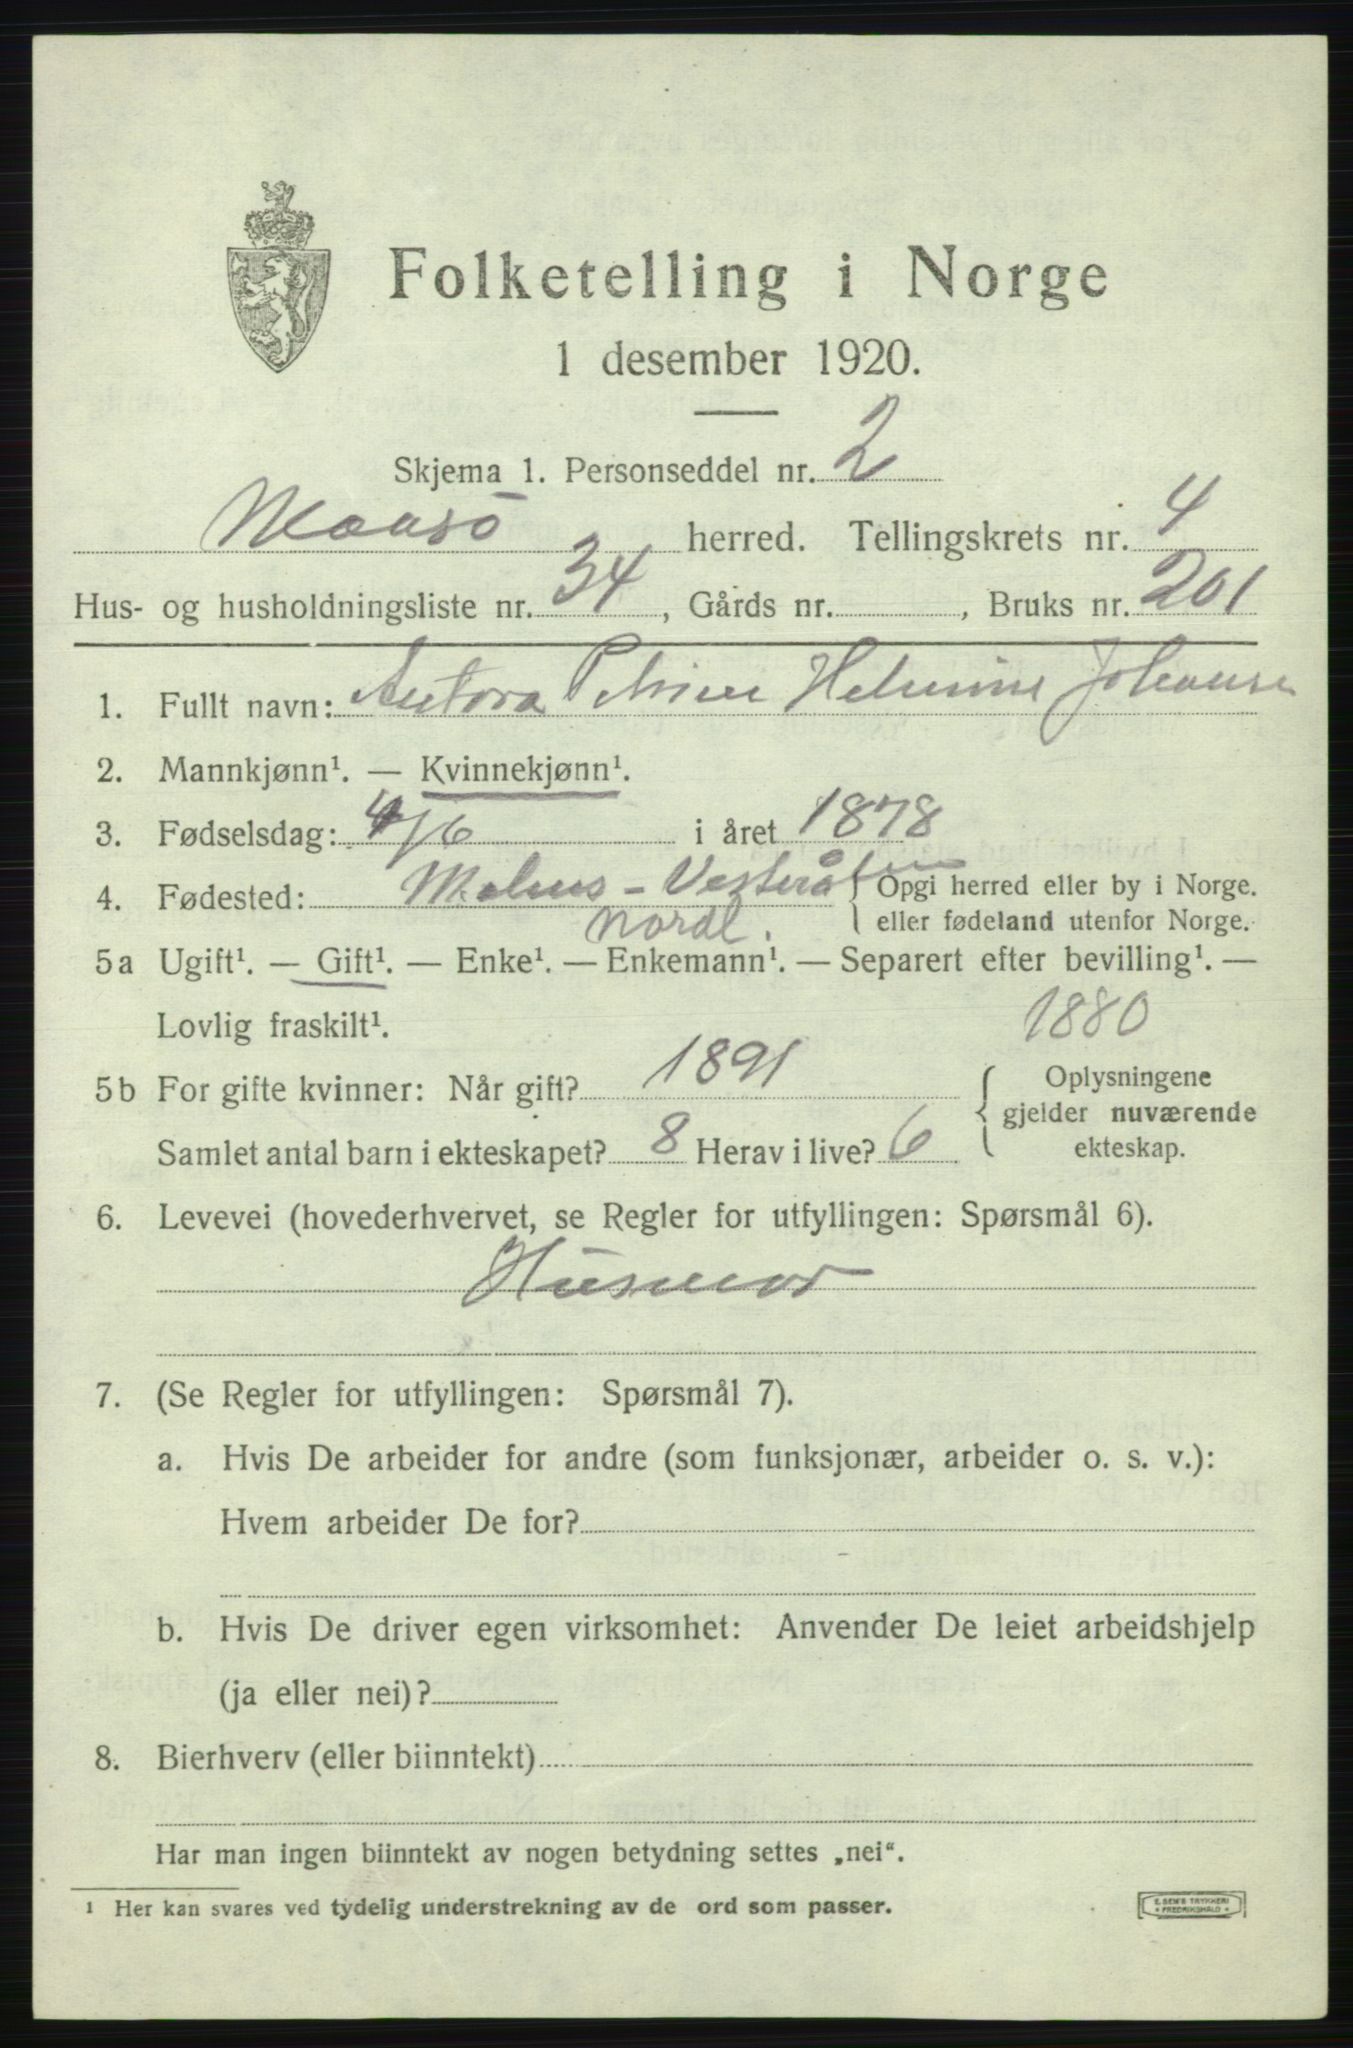 Folketelling i Norge
1 desember 1920.
Skjema 1. Personseddel nr. 2
Maasö herred. Tellingskrets nr. 4
Hus- og husholdningsliste nr. 34, Gårds nr. , Bruks nr. 201
1. Fullt navn: Antora Petrine Helmine Johansen
2. Mannkjønn¹. — Kvinnekjønn¹.
3. Fødselsdag: 4/6 i året 1878
4. Fødested: Melnes - Vesterålen Opgi herred eller by i Norge.
Nordl. eller fødeland utenfor Norge.
5a Ugift¹. — Gift¹. — Enke¹. — Enkemann¹. — Separert efter bevilling¹. —
Lovlig fraskilt¹. 1880
5b For gifte kvinner: Når gift? 1891 Oplysningene
gjelder nuværende
Samlet antal barn i ekteskapet? 8 Herav i live? 6 ekteskap.
6. Levevei (hovederhvervet, se Regler for utfyllingen: Spørsmål 6).
Husmor
7. (Se Regler for utfyllingen: Spørsmål 7).
a. Hvis De arbeider for andre (som funksjonær, arbeider o. s. v.):
Hvem arbeider De for?
b. Hvis De driver egen virksomhet: Anvender De leiet arbeidshjelp
(ja eller nei)?
8. Bierhverv (eller biinntekt)
Har man ingen biinntekt av nogen betydning settes „nei“.
¹ Her kan svares ved tydelig understrekning av de ord som passer.
E. SEM'S TRYKKERI
FREDRIKSHALD